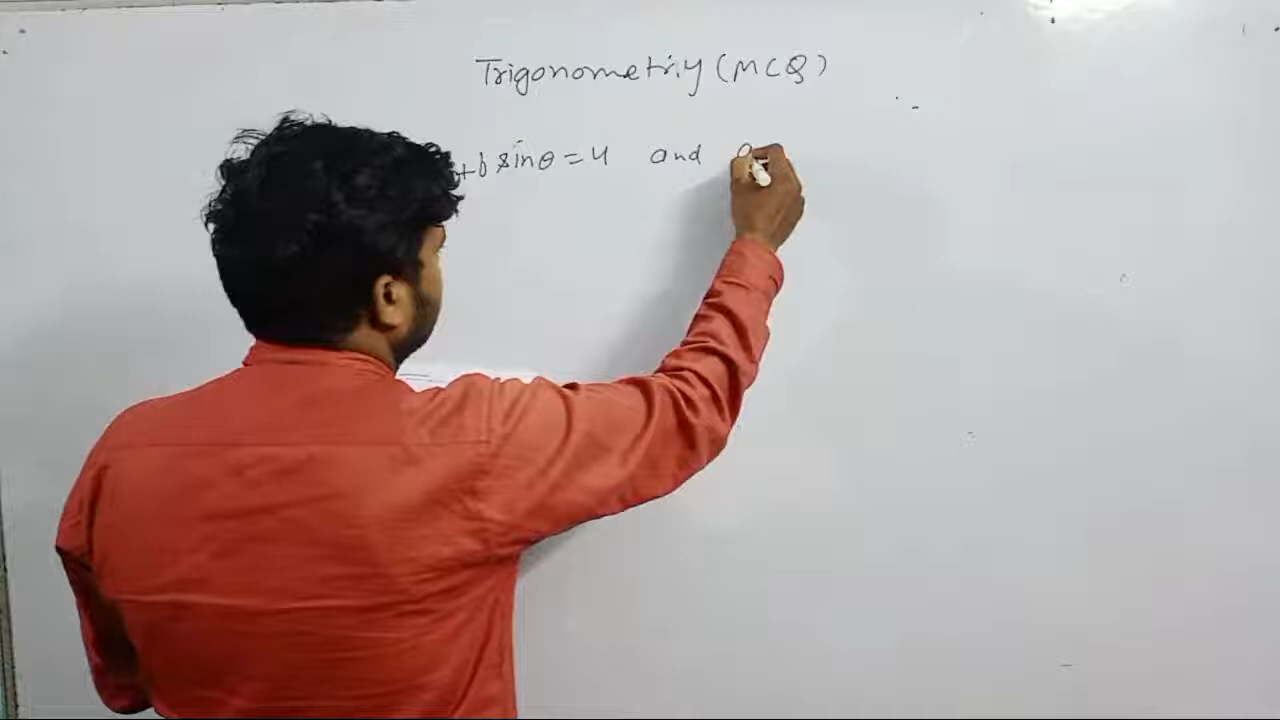 Trigonometry (MCQ)
+b sinθ = 4 and a